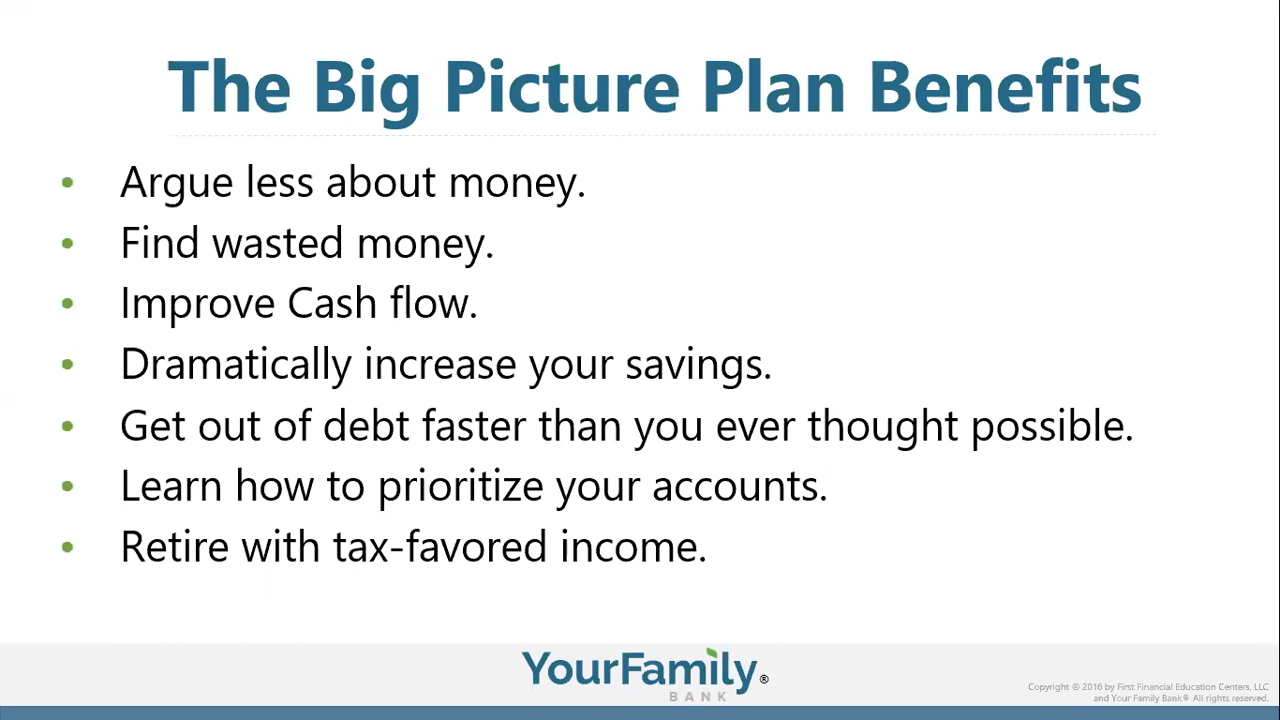 The Big Picture Plan Benefits
• Argue less about money.
• Find wasted money.
• Improve Cash flow.
• Dramatically increase your savings.
• Get out of debt faster than you ever thought possible.
• Learn how to prioritize your accounts.
• Retire with tax-favored income.
YourFamily®
BANK
Copyright © 2016 by First Financial Education Centers, LLC
and Your Family Bank.® All rights reserved.